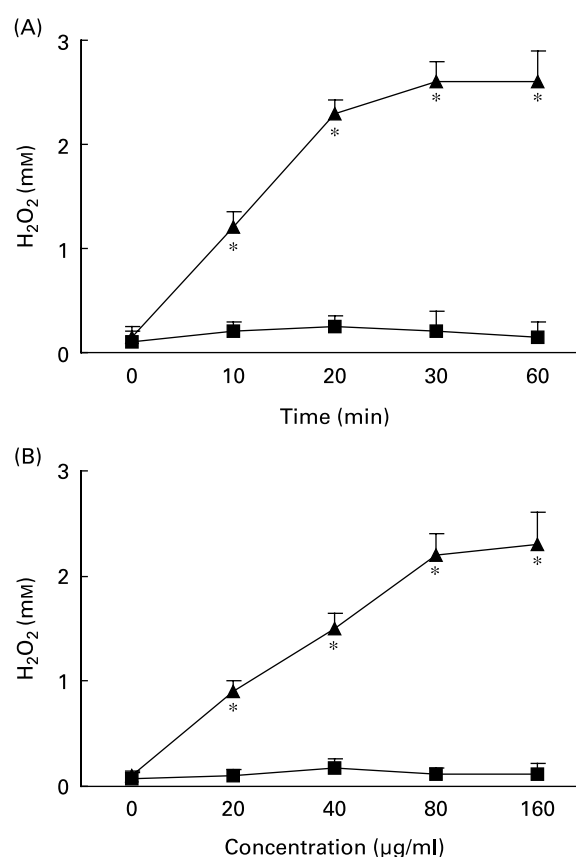 (A)
3
2
1
0
H₂O₂ (mM)
* * * *
0 10 20 30 60
Time (min)
(B)
3
2
1
0
H₂O₂ (mM)
* * * *
0 20 40 80 160
Concentration (µg/ml)